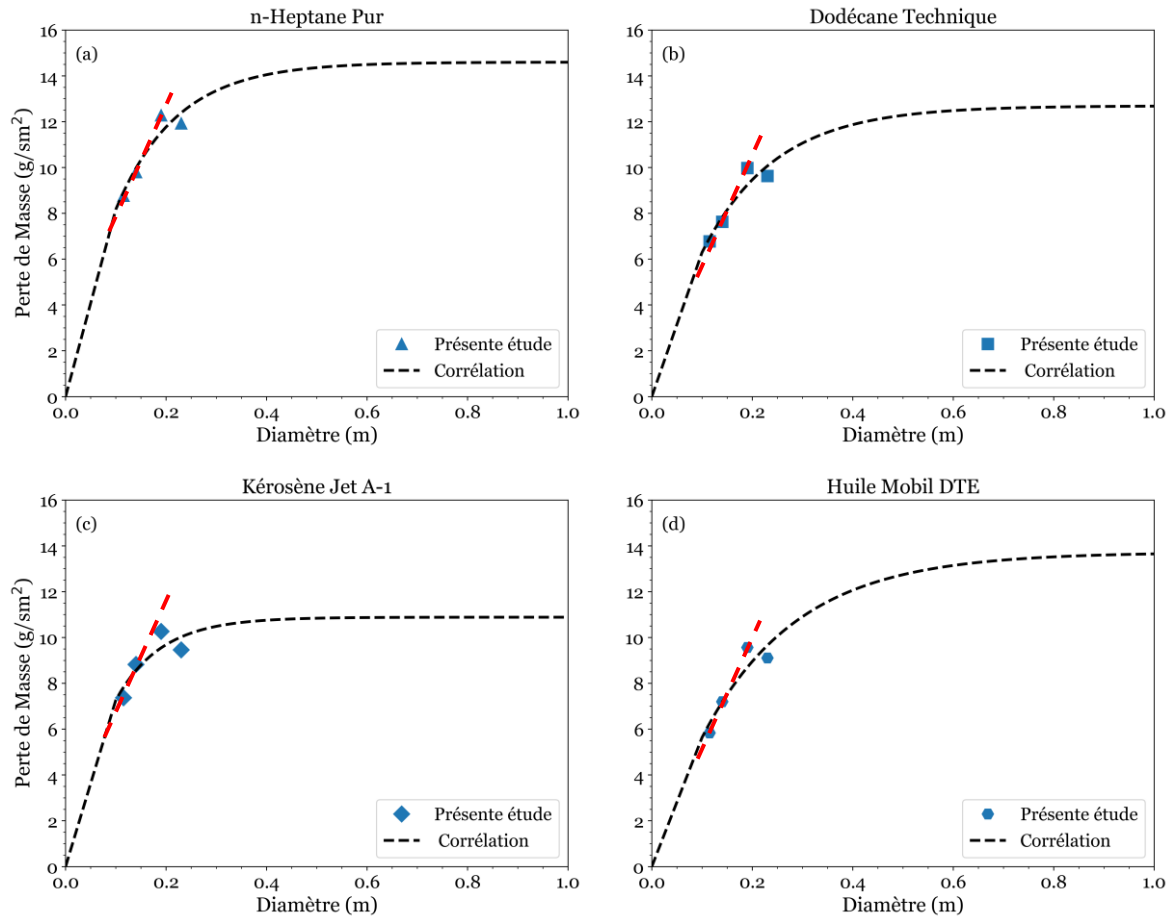 n-Heptane Pur
(a)
16
14
12
10
8
6
4
2
0
Perte de Masse (g/sm²)
Présente étude
Corrélation
0.0 0.2 0.4 0.6 0.8 1.0
Diamètre (m)
Dodécane Technique
(b)
16
14
12
10
8
6
4
2
0
Présente étude
Corrélation
0.0 0.2 0.4 0.6 0.8 1.0
Diamètre (m)
Kérosène Jet A-1
(c)
16
14
12
10
8
6
4
2
0
Perte de Masse (g/sm²)
Présente étude
Corrélation
0.0 0.2 0.4 0.6 0.8 1.0
Diamètre (m)
Huile Mobil DTE
(d)
16
14
12
10
8
6
4
2
0
Présente étude
Corrélation
0.0 0.2 0.4 0.6 0.8 1.0
Diamètre (m)